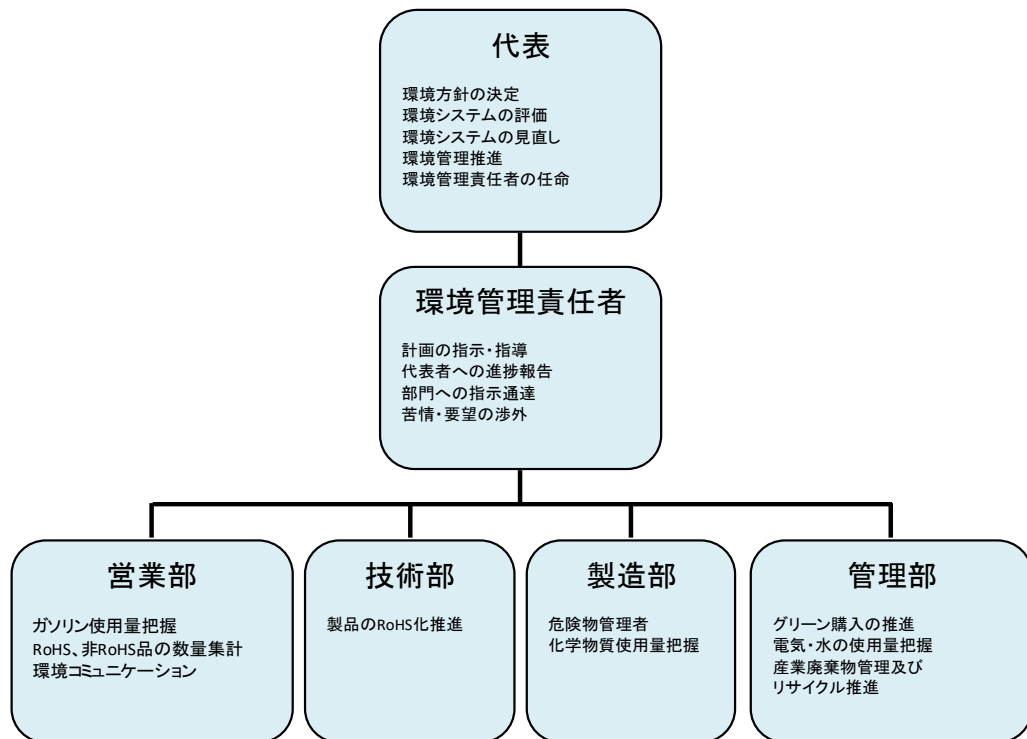 代表
環境方針の決定
環境システムの評価
環境システムの見直し
環境管理推進
環境管理責任者の任命
環境管理責任者
計画の指示・指導
代表者への進捗報告
部門への指示通達
苦情・要望の渉外
営業部
ガソリン使用量把握
RoHS、非RoHS品の数量集計
環境コミュニケーション
技術部
製品のRoHS化推進
製造部
危険物管理者
化学物質使用量把握
管理部
グリーン購入の推進
電気・水の使用量把握
産業廃棄物管理及び
リサイクル推進